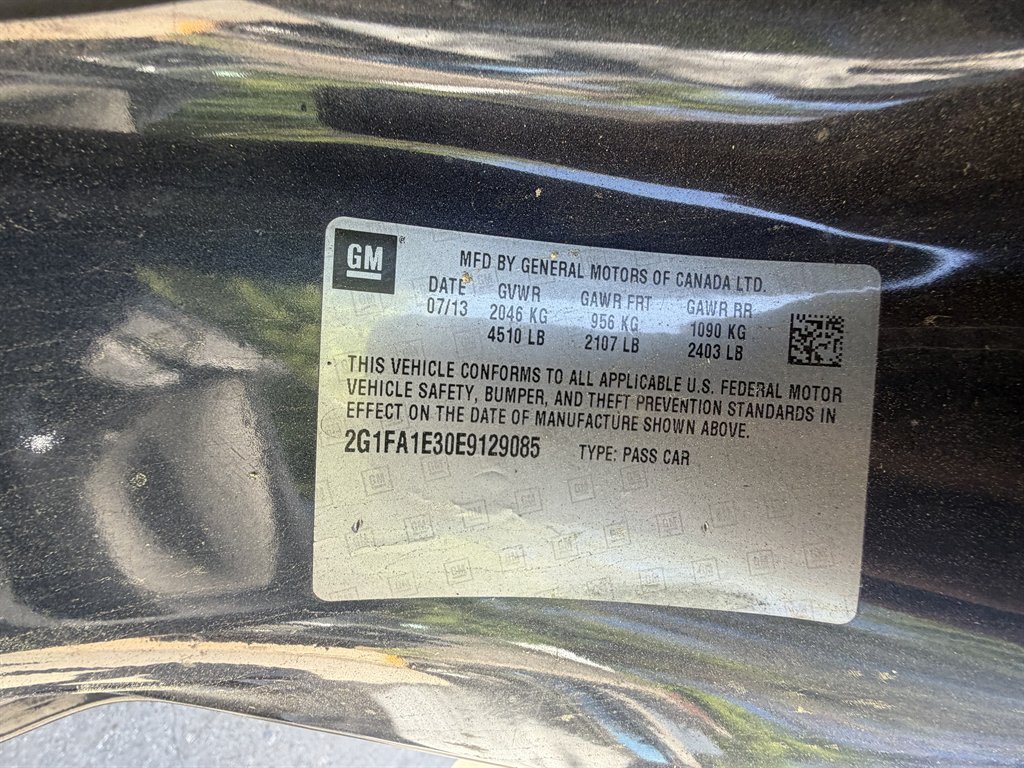 GM
MFD BY GENERAL MOTORS OF CANADA LTD.
DATE GVWR GAWR FRT GAWR RR
07/13 2046 KG 956 KG 1090 KG
4510 LB 2107 LB 2403 LB
THIS VEHICLE CONFORMS TO ALL APPLICABLE U.S. FEDERAL MOTOR
VEHICLE SAFETY, BUMPER, AND THEFT PREVENTION STANDARDS IN
EFFECT ON THE DATE OF MANUFACTURE SHOWN ABOVE.
2G1FA1E30E9129085 TYPE: PASS CAR